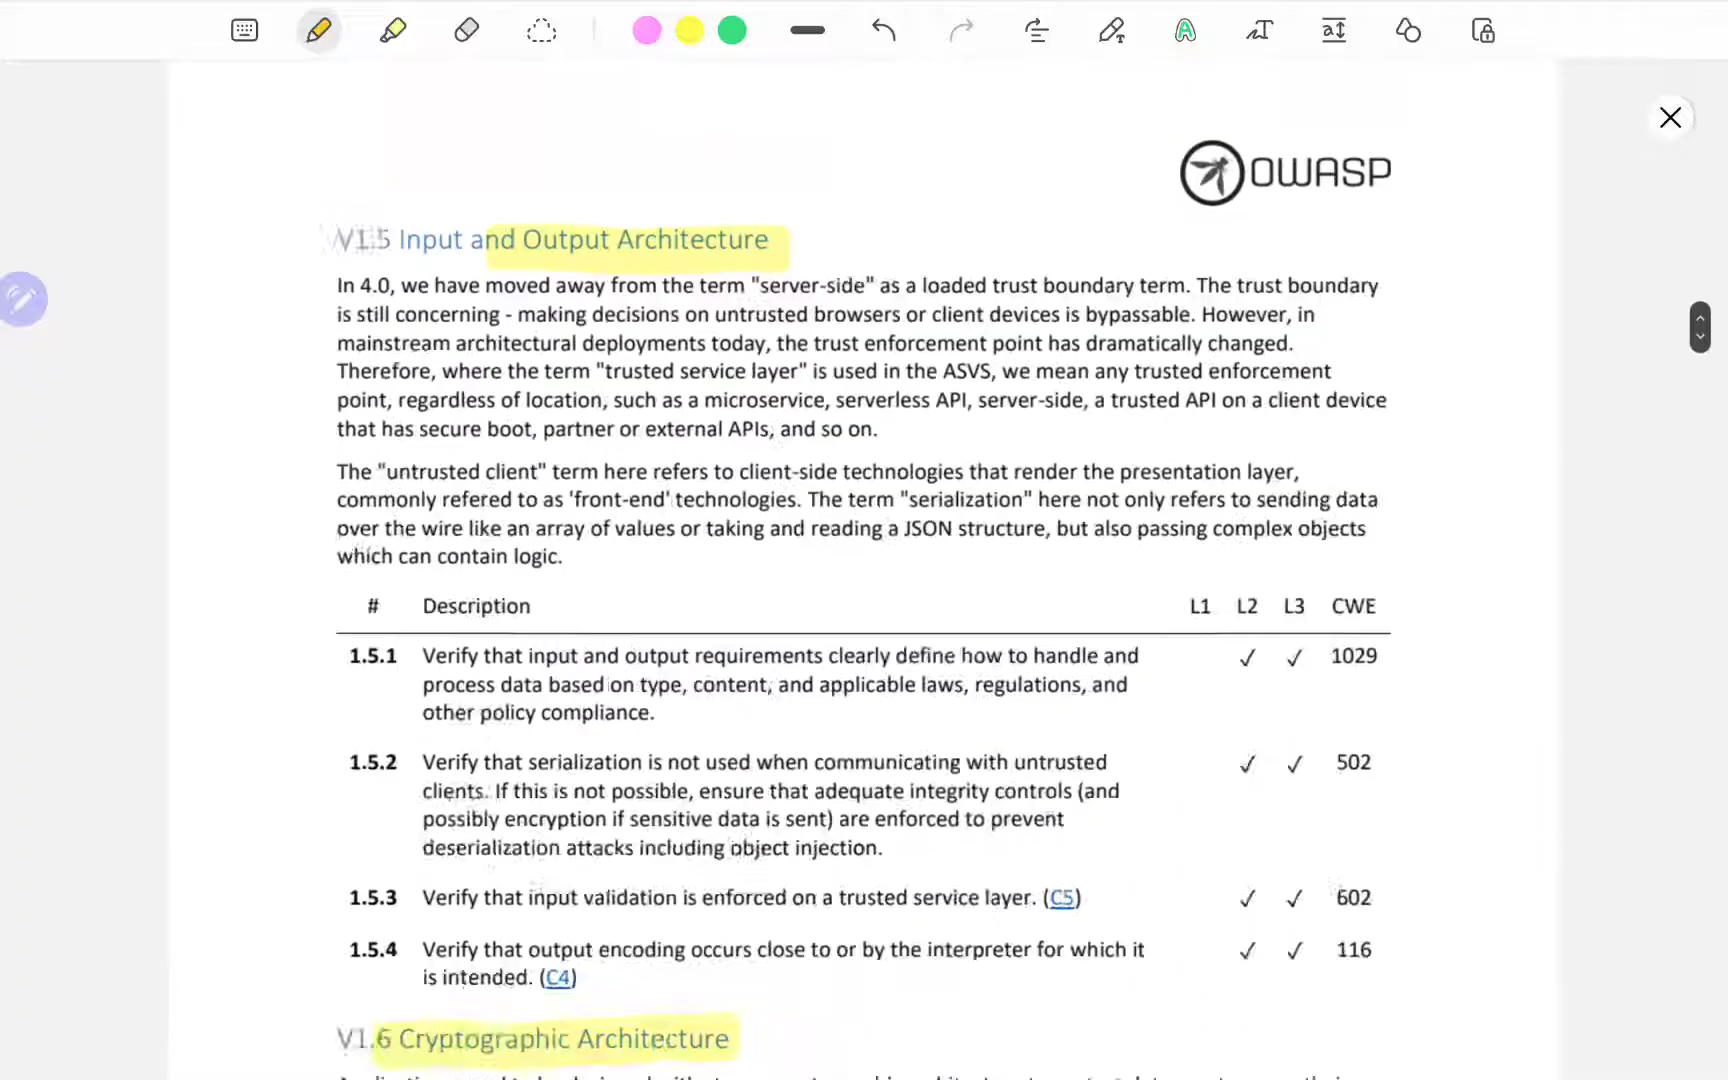 OWASP
V1.5 Input and Output Architecture
In 4.0, we have moved away from the term "server-side" as a loaded trust boundary term. The trust boundary
is still concerning - making decisions on untrusted browsers or client devices is bypassable. However, in
mainstream architectural deployments today, the trust enforcement point has dramatically changed.
Therefore, where the term "trusted service layer" is used in the ASVS, we mean any trusted enforcement
point, regardless of location, such as a microservice, serverless API, server-side, a trusted API on a client device
that has secure boot, partner or external APIs, and so on.
The "untrusted client" term here refers to client-side technologies that render the presentation layer,
commonly refered to as 'front-end' technologies. The term "serialization" here not only refers to sending data
over the wire like an array of values or taking and reading a JSON structure, but also passing complex objects
which can contain logic.
# Description L1 L2 L3 CWE
1.5.1 Verify that input and output requirements clearly define how to handle and ✓ ✓ 1029
process data based on type, content, and applicable laws, regulations, and
other policy compliance.
1.5.2 Verify that serialization is not used when communicating with untrusted ✓ ✓ 502
clients. If this is not possible, ensure that adequate integrity controls (and
possibly encryption if sensitive data is sent) are enforced to prevent
deserialization attacks including object injection.
1.5.3 Verify that input validation is enforced on a trusted service layer. (C5) ✓ ✓ 602
1.5.4 Verify that output encoding occurs close to or by the interpreter for which it ✓ ✓ 116
is intended. (C4)
V1.6 Cryptographic Architecture